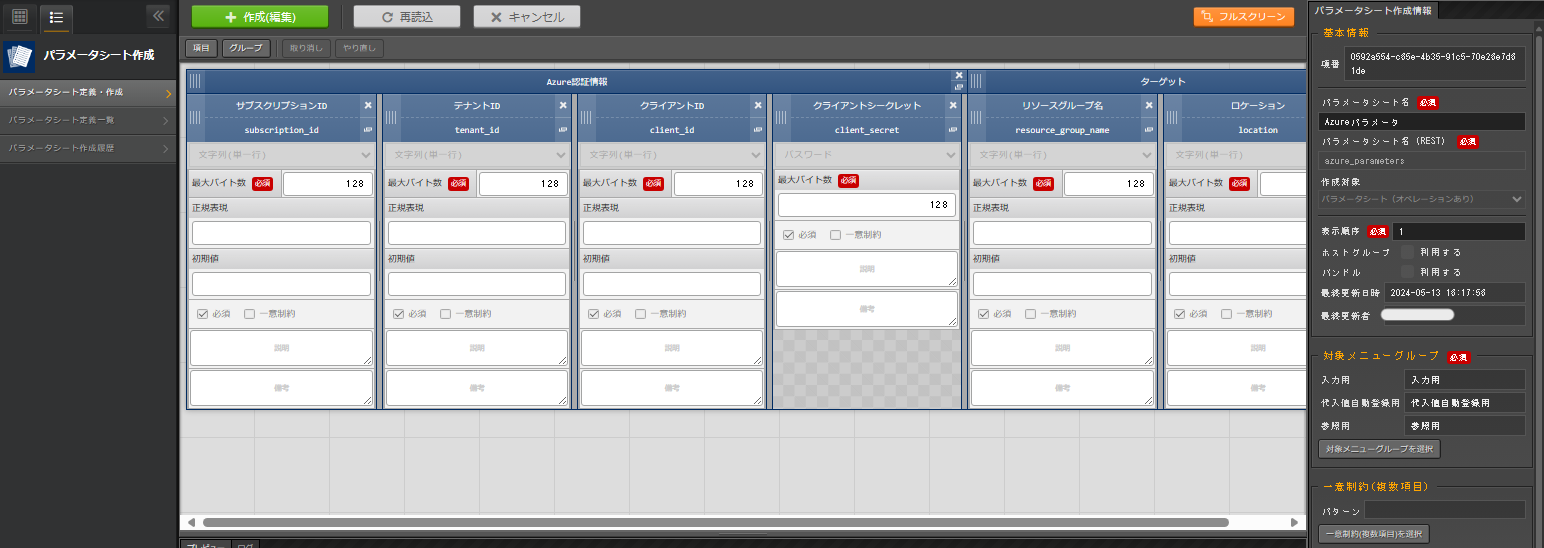 作成(編集)
再読込
キャンセル
フルスクリーン
パラメータシート作成
パラメータシート定義・作成
パラメータシート定義一覧
パラメータシート作成履歴
項目
グループ
取り消し
やり直し
Azure認証情報
ターゲット
サブスクリプションID
テナントID
クライアントID
クライアントシークレット
リソースグループ名
ロケーション
subscription_id
tenant_id
client_id
client_secret
resource_group_name
location
文字列(単一行)
文字列(単一行)
文字列(単一行)
パスワード
文字列(単一行)
文字列(単一行)
最大バイト数 必須 128
最大バイト数 必須 128
最大バイト数 必須 128
最大バイト数 必須
128
最大バイト数 必須 128
最大バイト数 必須
正規表現
正規表現
正規表現
正規表現
正規表現
初期値
初期値
初期値
初期値
初期値
必須 一意制約
必須 一意制約
必須 一意制約
必須 一意制約
必須 一意制約
必須 一意制約
説明
説明
説明
説明
説明
説明
備考
備考
備考
備考
備考
備考
プレビュー
ログ
パラメータシート作成情報
基本情報
項番 0592a554-c65e-4b35-91c5-70e26e7d6
1de
パラメータシート名 必須
Azureパラメータ
パラメータシート名 (REST) 必須
azure_parameters
作成対象
パラメータシート (オペレーションあり)
表示順序 必須 1
ホストグループ 利用する
バンドル 利用する
最終更新日時 2024-05-13 16:17:56
最終更新者
対象メニューグループ 必須
入力用 入力用
代入値自動登録用 代入値自動登録用
参照用 参照用
対象メニューグループを選択
一意制約(複数項目)
パターン
一意制約(複数項目)を選択